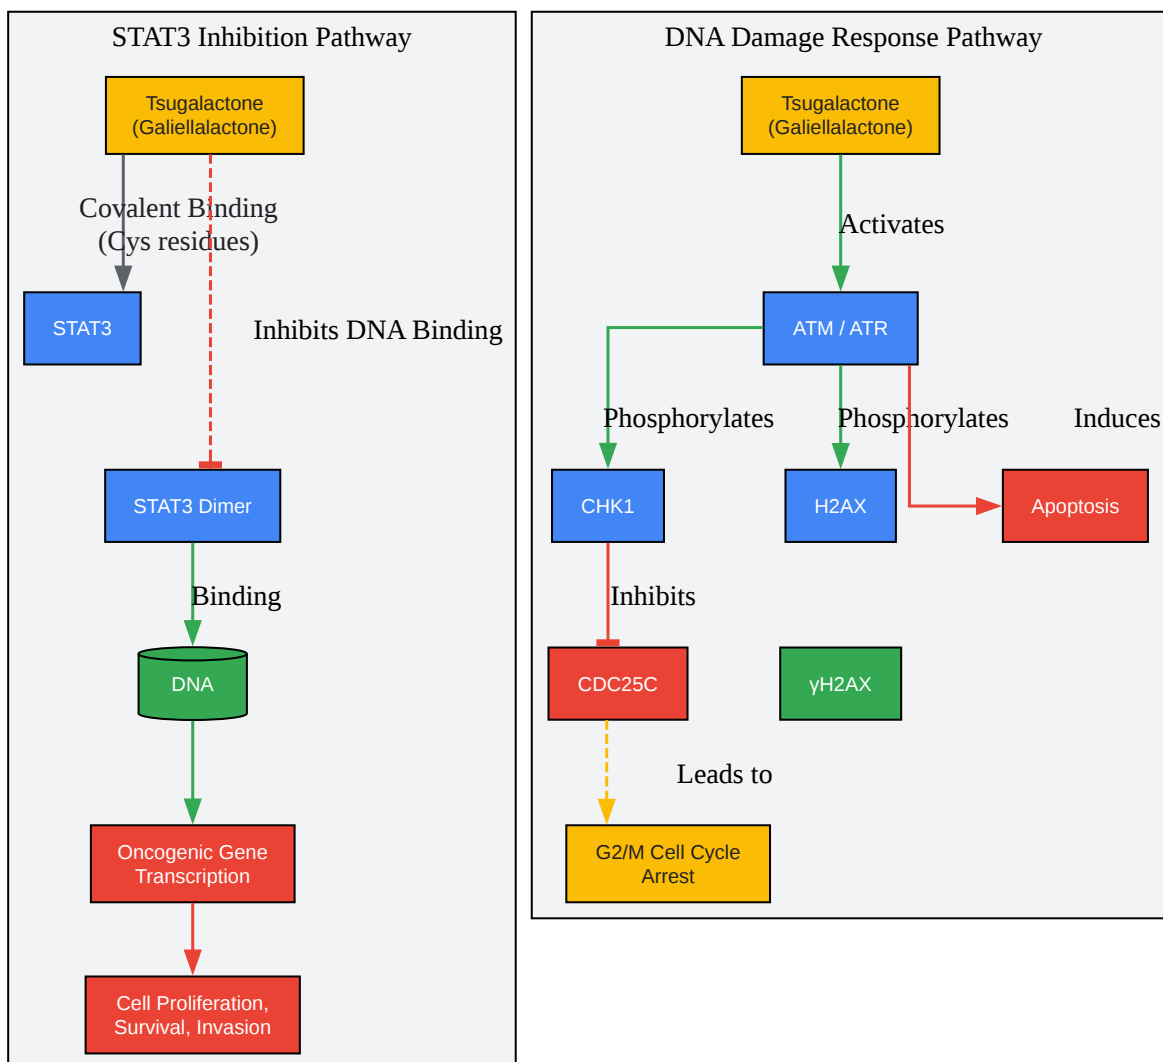 STAT3 Inhibition Pathway
Tsugalactone
(Galiellalactone)
Covalent Binding
(Cys residues)
STAT3
Inhibits DNA Binding
STAT3 Dimer
Binding
DNA
Oncogenic Gene
Transcription
Cell Proliferation,
Survival, Invasion
DNA Damage Response Pathway
Tsugalactone
(Galiellalactone)
Activates
ATM / ATR
Phosphorylates
Phosphorylates
Induces
CHK1
H2AX
Apoptosis
Inhibits
CDC25C
γH2AX
Leads to
G2/M Cell Cycle
Arrest